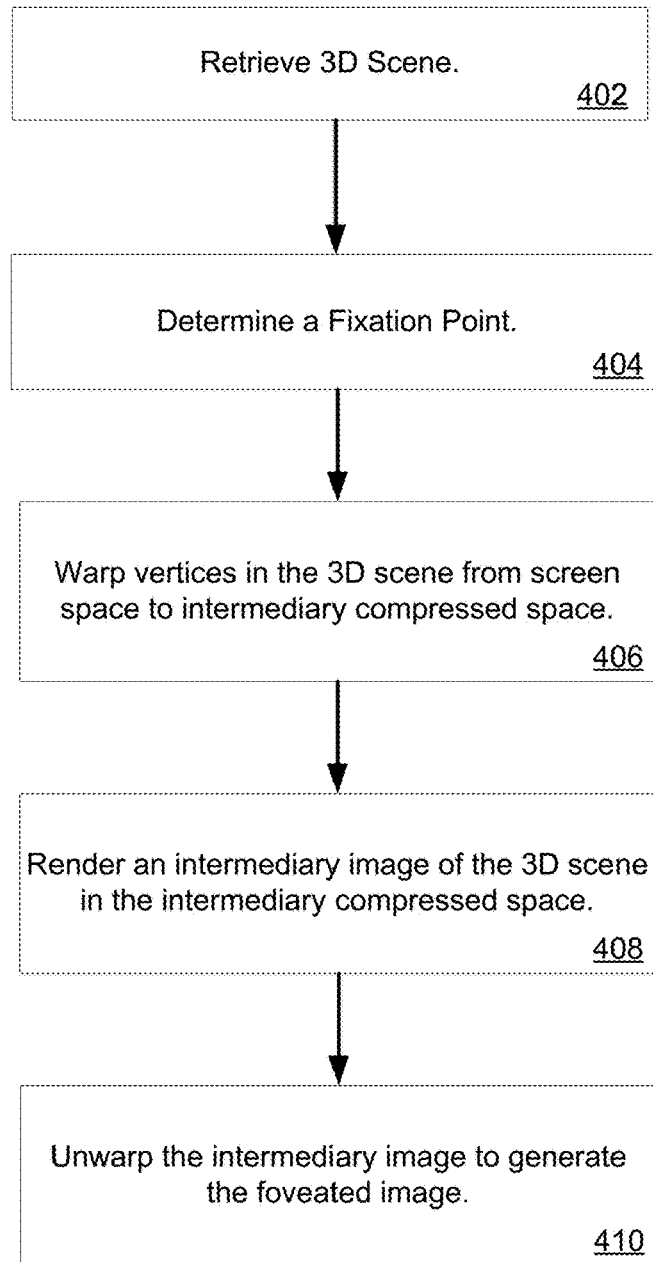 Retrieve 3D Scene.
402
Determine a Fixation Point.
404
Warp vertices in the 3D scene from screen
space to intermediary compressed space.
406
Render an intermediary image of the 3D scene
in the intermediary compressed space.
408
Unwarp the intermediary image to generate
the foveated image.
410